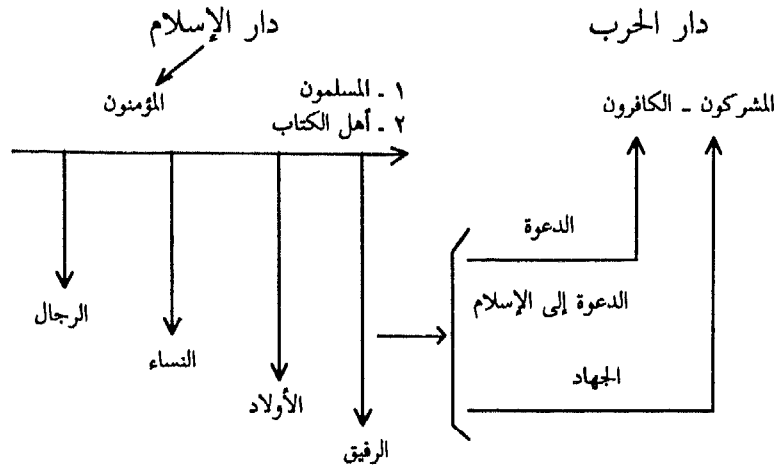 دار الإسلام
دار الحرب
المؤمنون
١ ـ المسلمون
٢ ـ أهل الكتاب
المشركون ـ الكافرون
الدعوة
الدعوة إلى الإسلام
الجهاد
الرجال
النساء
الأولاد
الرفيق